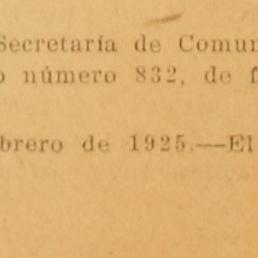 Secretaría de Comun
o número 832, de f
brero de 1925.—El